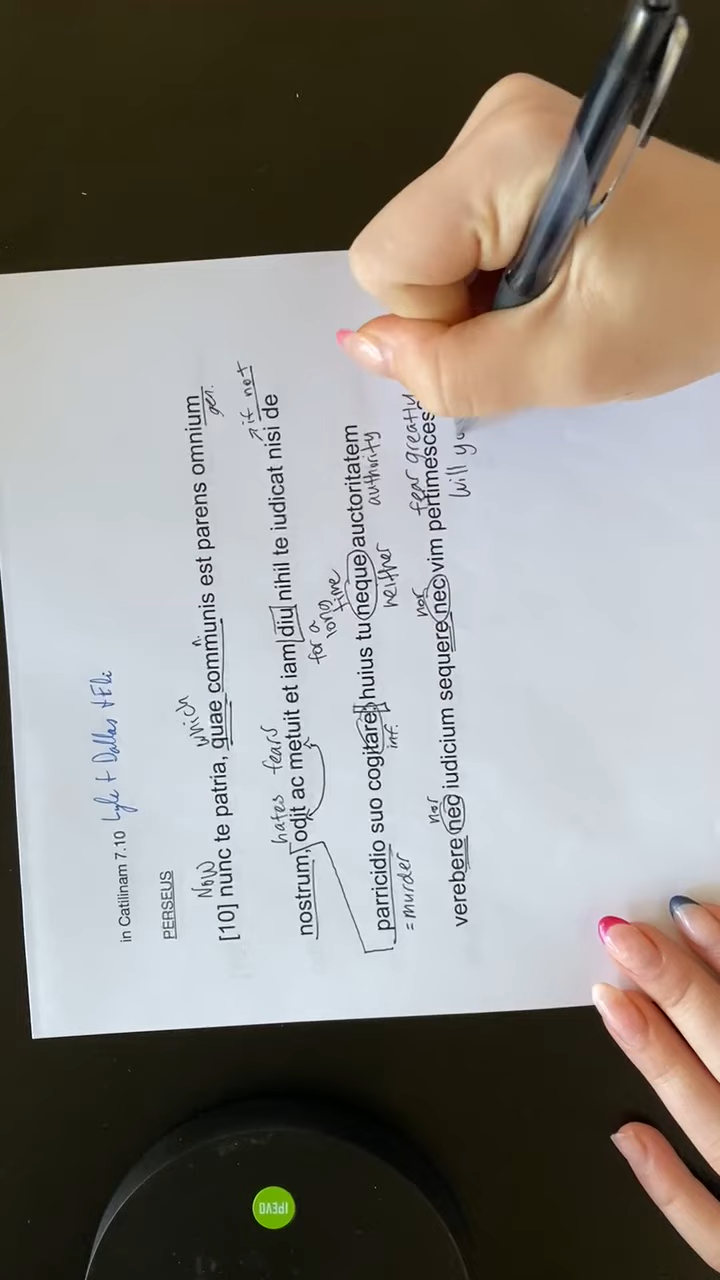 in Catilinam 7.10 Lyle + Dallas + Eli
PERSEUS
Now which
[10] nunc te patria, quae communis est parens omnium
n. gen.
hates fears if not
nostrum, odit ac metuit et iam diu nihil te iudicat nisi de
for a long time
parricidio suo cogitare; huius tu neque auctoritatem
= murder inf. neither authority
nor nor fear greatly
verebere nec iudicium sequere nec vim pertimesces
will yo
IPEVO